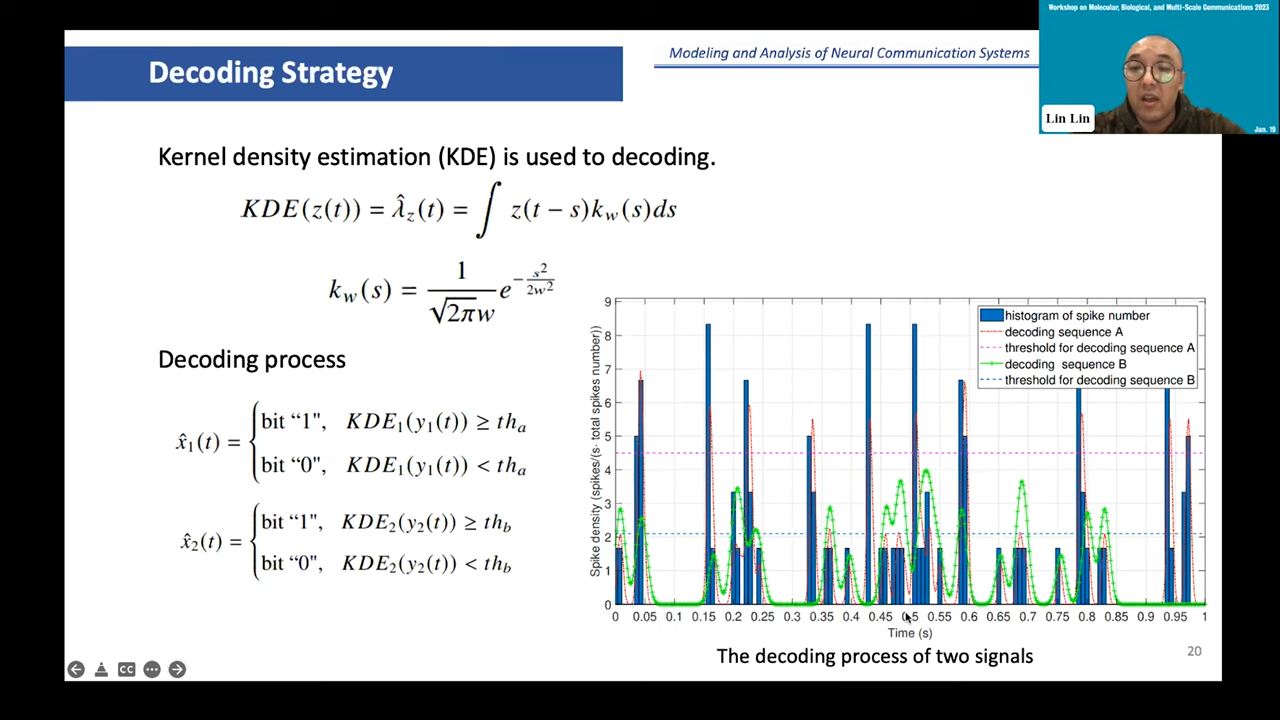 Workshop on Molecular, Biological, and Multi-Scale Communications 2023
Decoding Strategy
Modeling and Analysis of Neural Communication Systems
Lin Lin
Jan. 19
Kernel density estimation (KDE) is used to decoding.
KDE(z(t)) = λ̂_z(t) = ∫ z(t − s)k_w(s)ds
k_w(s) = 1/(√(2π)w) e^(−s²/(2w²))
Decoding process
x̂₁(t) = { bit “1", KDE₁(y₁(t)) ≥ th_a
bit “0", KDE₁(y₁(t)) < th_a
x̂₂(t) = { bit “1", KDE₂(y₂(t)) ≥ th_b
bit “0", KDE₂(y₂(t)) < th_b
histogram of spike number
decoding sequence A
threshold for decoding sequence A
decoding sequence B
threshold for decoding sequence B
Spike density (spikes/(s· total spikes number))
9
8
7
6
5
4
3
2
1
0
0 0.05 0.1 0.15 0.2 0.25 0.3 0.35 0.4 0.45 0.5 0.55 0.6 0.65 0.7 0.75 0.8 0.85 0.9 0.95 1
Time (s)
The decoding process of two signals
20
CC